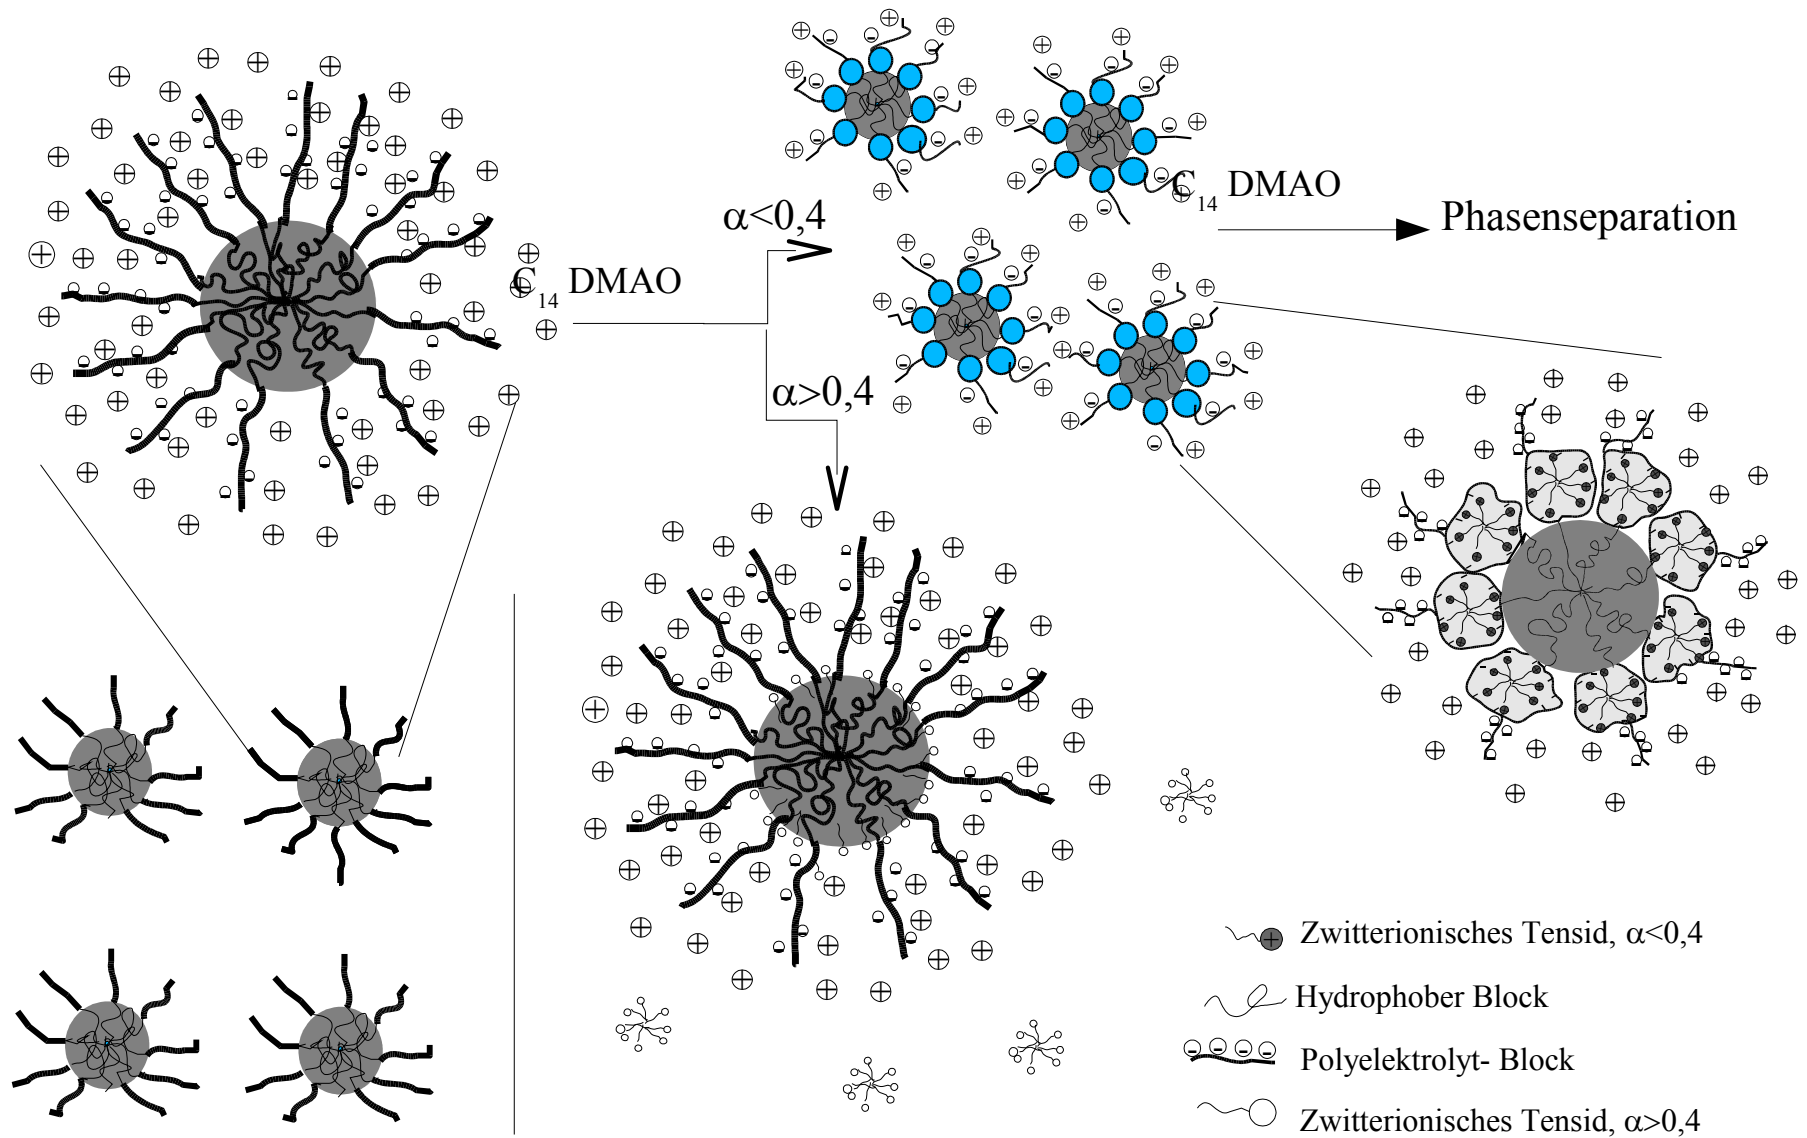 C14 DMAO
α<0,4
α>0,4
C14 DMAO
Phasenseparation
Zwitterionisches Tensid, α<0,4
Hydrophober Block
Polyelektrolyt- Block
Zwitterionisches Tensid, α>0,4